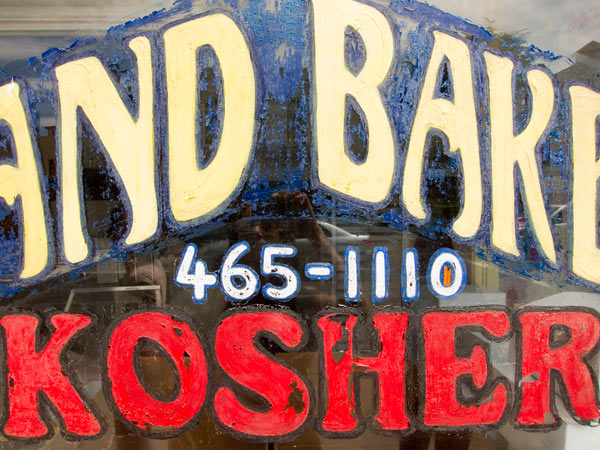 AND BAKE
465-1110
KOSHER